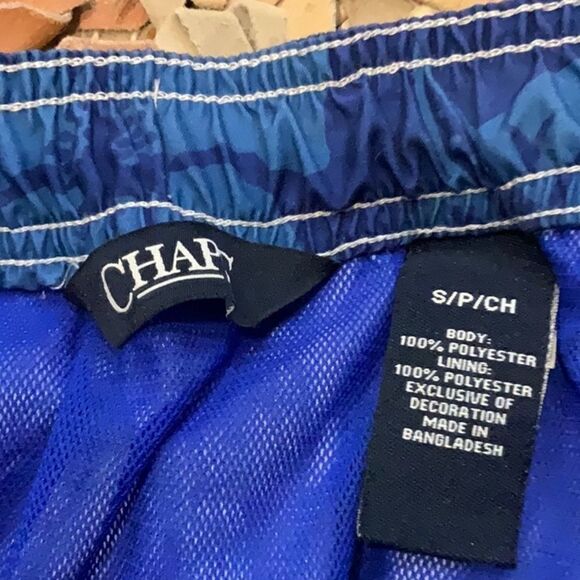 CHAPS
S/P/CH
BODY:
100% POLYESTER
LINING:
100% POLYESTER
EXCLUSIVE OF
DECORATION
MADE IN
BANGLADESH